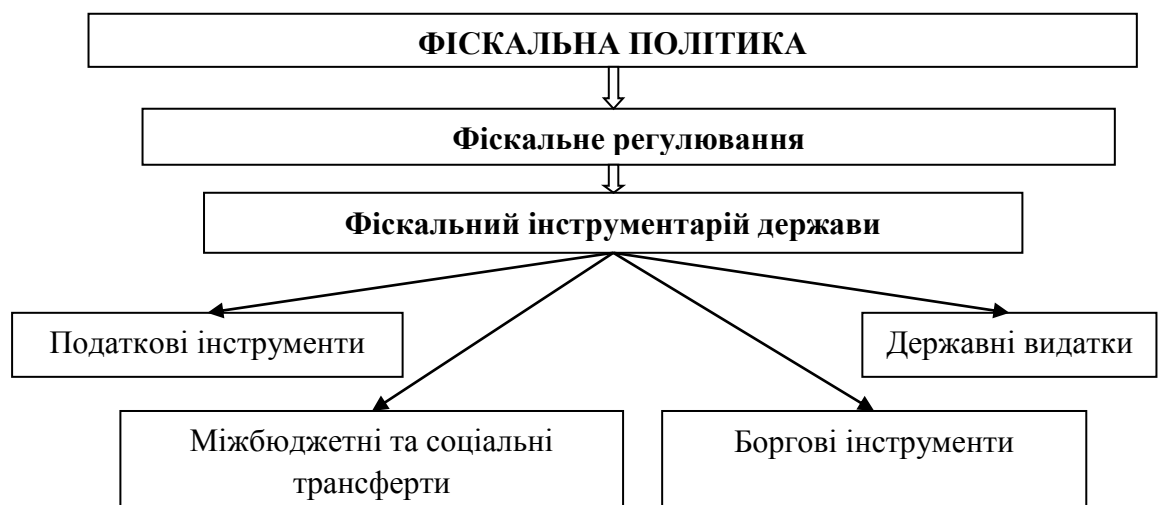 ФІСКАЛЬНА ПОЛІТИКА
Фіскальне регулювання
Фіскальний інструментарій держави
Податкові інструменти
Державні видатки
Міжбюджетні та соціальні
трансферти
Боргові інструменти